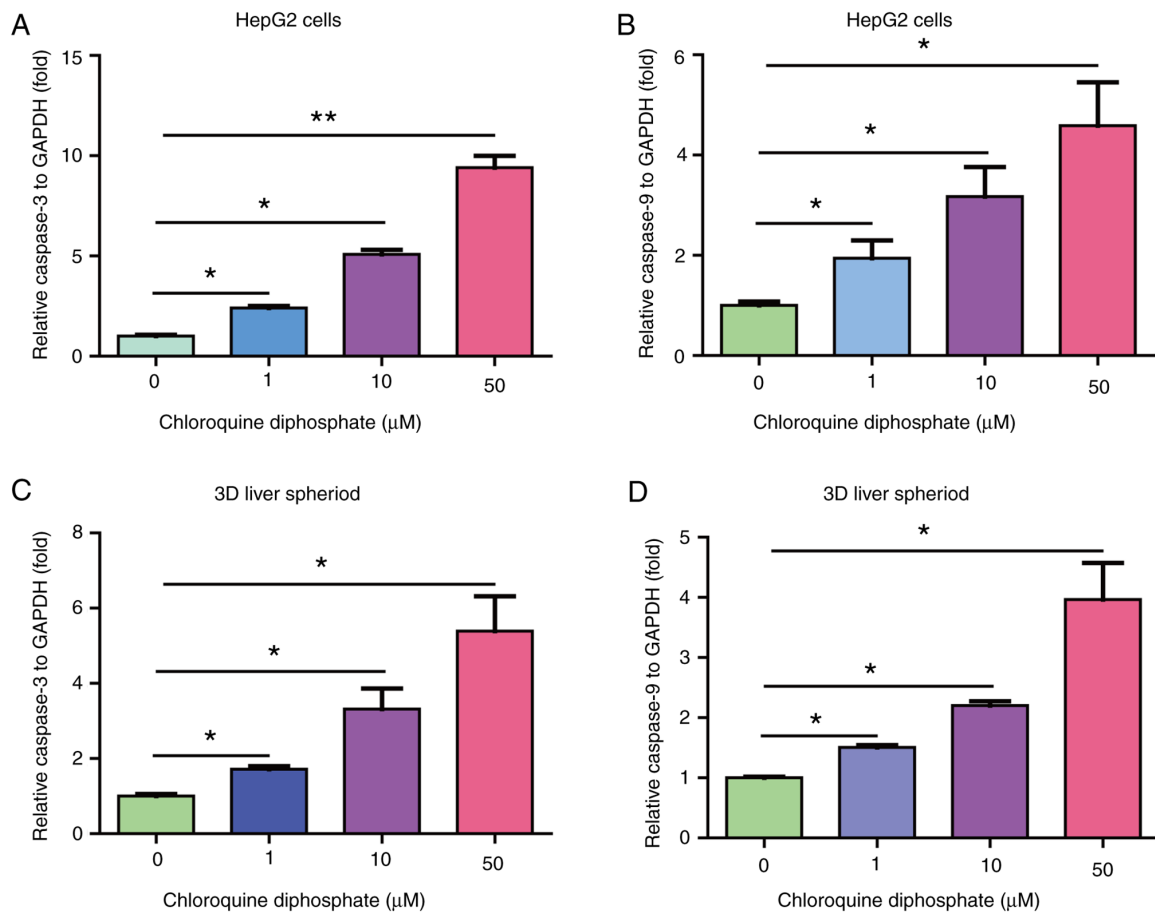 A
HepG2 cells
Relative caspase-3 to GAPDH (fold)
15
10
5
0
**
*
*
0 1 10 50
Chloroquine diphosphate (μM)
B
HepG2 cells
Relative caspase-9 to GAPDH (fold)
6
4
2
0
*
*
*
0 1 10 50
Chloroquine diphosphate (μM)
C
3D liver spheriod
Relative caspase-3 to GAPDH (fold)
8
6
4
2
0
*
*
*
0 1 10 50
Chloroquine diphosphate (μM)
D
3D liver spheriod
Relative caspase-9 to GAPDH (fold)
5
4
3
2
1
0
*
*
*
0 1 10 50
Chloroquine diphosphate (μM)